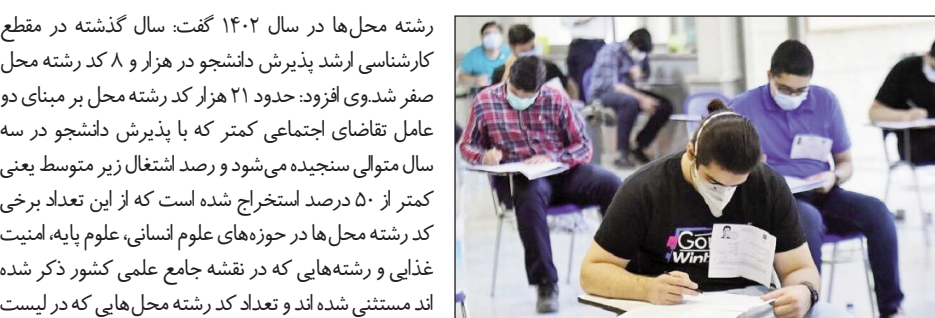 رشته محل‌ها در سال ۱۴۰۲ گفت: سال گذشته در مقطع
کارشناسی ارشد پذیرش دانشجو در هزار و ۸ کد رشته محل
صفر شد.وی افزود: حدود ۲۱ هزار کد رشته محل بر مبنای دو
عامل تقاضای اجتماعی کمتر که با پذیرش دانشجو در سه
سال متوالی سنجیده می‌شود و رصد اشتغال زیر متوسط یعنی
کمتر از ۵۰ درصد استخراج شده است که از این تعداد برخی
کد رشته محل‌ها در حوزه‌های علوم انسانی، علوم پایه، امنیت
غذایی و رشته‌هایی که در نقشه جامع علمی کشور ذکر شده
اند مستثنی شده اند و تعداد کد رشته محل‌هایی که در لیست